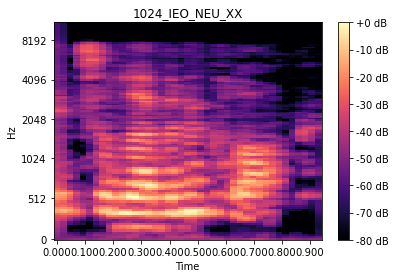 1024_IEO_NEU_XX
+0 dB
8192
-10 dB
4096
-20 dB
-30 dB
2048
Hz
-40 dB
1024
-50 dB
512
-60 dB
-70 dB
0
-80 dB
0.0000.1000.2000.3000.4000.5000.6000.7000.8000.900
Time